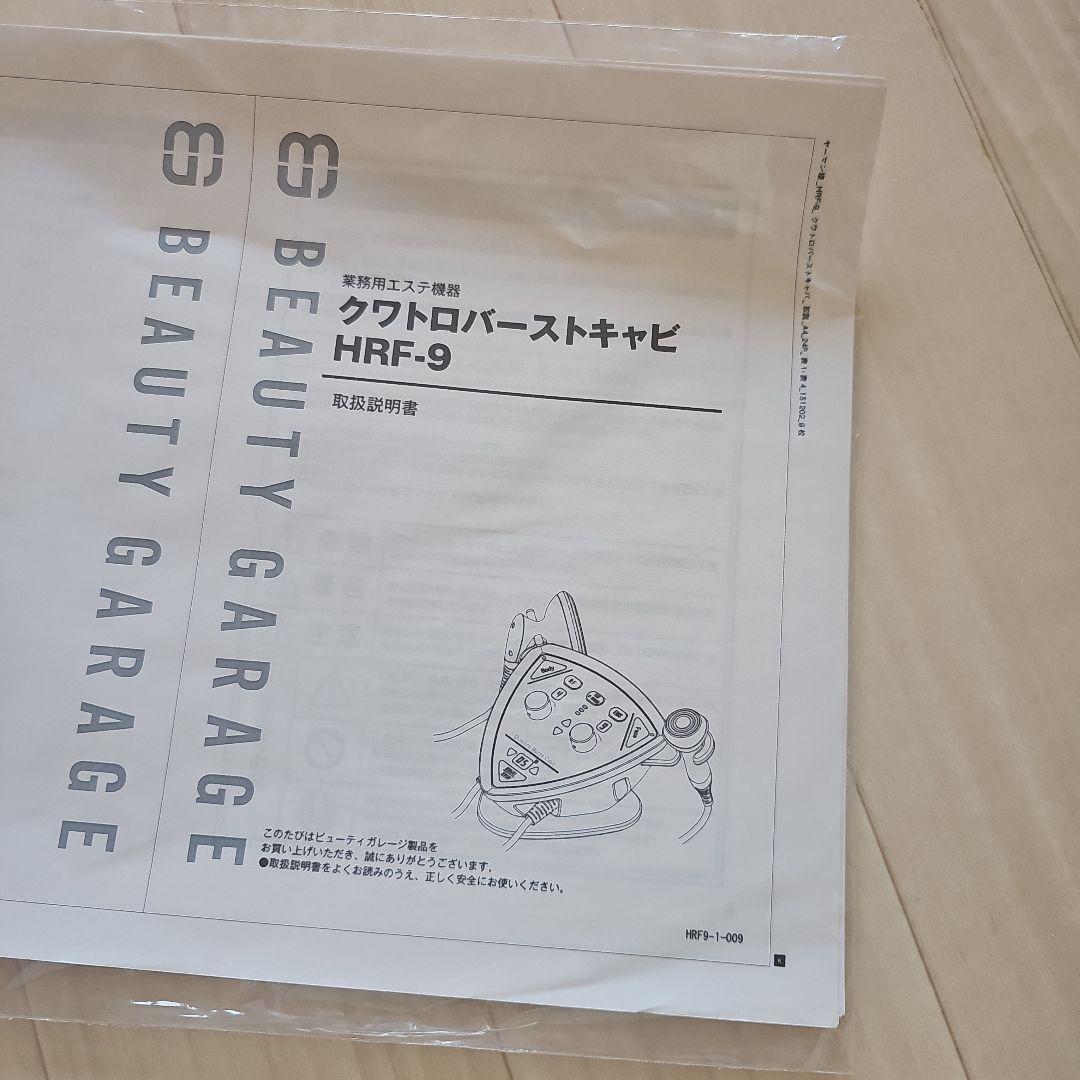 BEAUTY GARAGE
BEAUTY GARAGE
業務用エステ機器
クワトロバーストキャビ
HRF-9
取扱説明書
Body
RF
Face
05
このたびはビューティガレージ製品を
お買い上げいただき、誠にありがとうございます。
●取扱説明書をよくお読みのうえ、正しく安全にお使いください。
HRF9-1-009
K